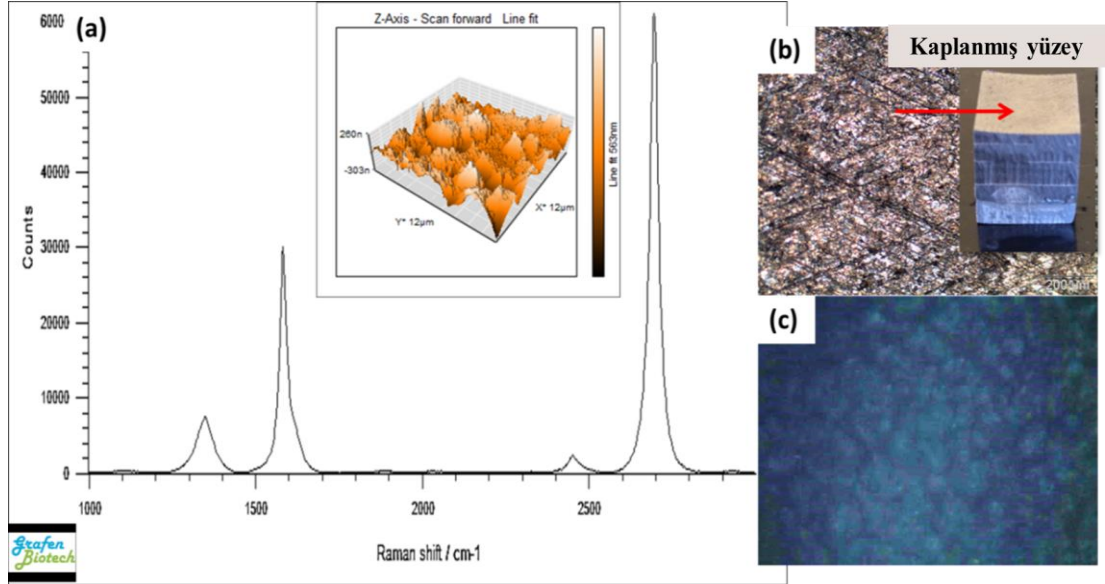 (a)
6000
50000
40000
30000
20000
10000
0
Counts
1000
1500
2000
2500
Raman shift / cm-1
Z-Axis - Scan forward Line fit
260n
-303n
Y* 12µm
X* 12µm
Line fit 563nm
Grafen
Biotech
(b)
Kaplanmış yüzey
(c)